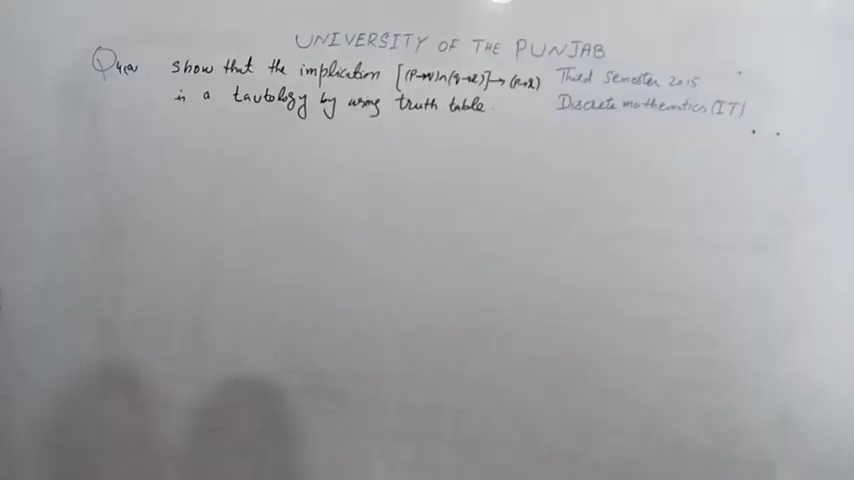 UNIVERSITY OF THE PUNJAB
Q4(a) show that the implication [(P→q)∧(q→r)]→(P→r) Third Semester 2015
is a tautology by using truth table. Discrete mathematics (IT)